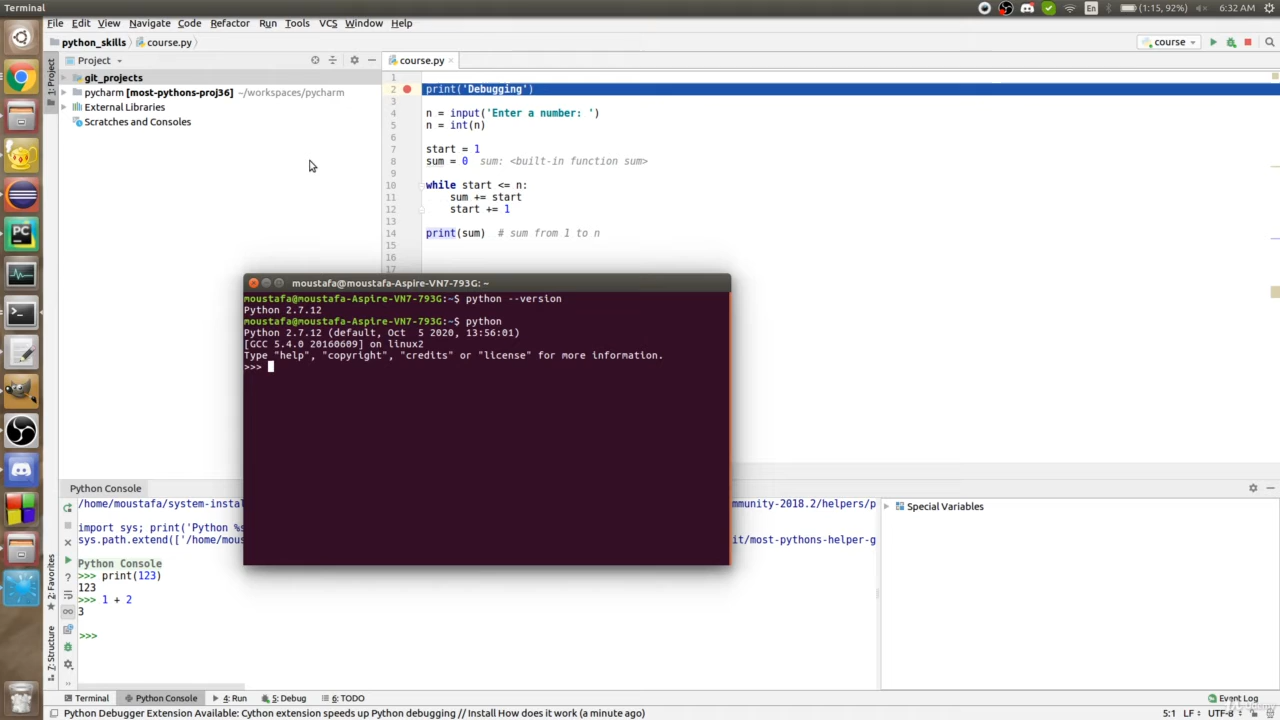 Terminal
En
(1:15, 92%)
6:32 AM
File Edit View Navigate Code Refactor Run Tools VCS Window Help
python_skills course.py
course
Project
course.py
1: Project
git_projects
pycharm [most-pythons-proj36] ~/workspaces/pycharm
External Libraries
Scratches and Consoles
1
2 print('Debugging')
3
4 n = input('Enter a number: ')
5 n = int(n)
6
7 start = 1
8 sum = 0 sum: <built-in function sum>
9
10 while start <= n:
11 sum += start
12 start += 1
13
14 print(sum) # sum from 1 to n
15
16
17
moustafa@moustafa-Aspire-VN7-793G: ~
moustafa@moustafa-Aspire-VN7-793G:~$ python --version
Python 2.7.12
moustafa@moustafa-Aspire-VN7-793G:~$ python
Python 2.7.12 (default, Oct 5 2020, 13:56:01)
[GCC 5.4.0 20160609] on linux2
Type "help", "copyright", "credits" or "license" for more information.
>>>
Python Console
/home/moustafa/system-instal mmunity-2018.2/helpers/p
import sys; print('Python %s
sys.path.extend(['/home/mous it/most-pythons-helper-g
Python Console
>>> print(123)
123
>>> 1 + 2
3
>>>
Special Variables
2: Favorites
7: Structure
Terminal Python Console 4: Run 5: Debug 6: TODO
Event Log
Python Debugger Extension Available: Cython extension speeds up Python debugging // Install How does it work (a minute ago)
5:1 LF UTF-8